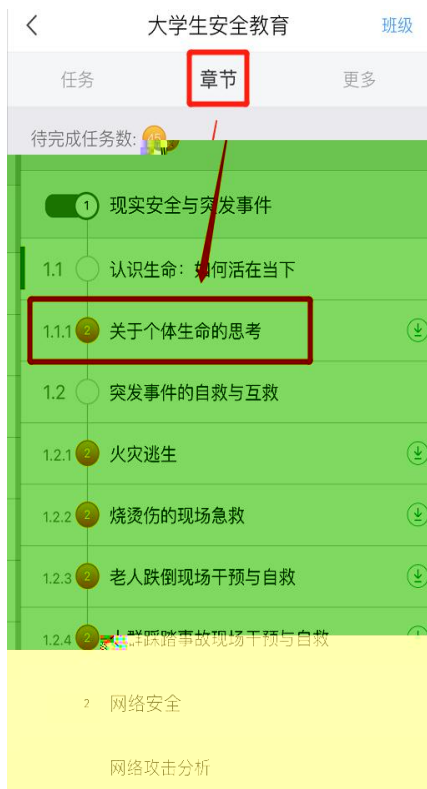 大学生安全教育 班级
任务 章节 更多
待完成任务数: 45
1 现实安全与突发事件
1.1 认识生命：如何活在当下
1.1.1 2 关于个体生命的思考
1.2 突发事件的自救与互救
1.2.1 2 火灾逃生
1.2.2 2 烧烫伤的现场急救
1.2.3 2 老人跌倒现场干预与自救
1.2.4 2 人群踩踏事故现场干预与自救
2 网络安全
网络攻击分析